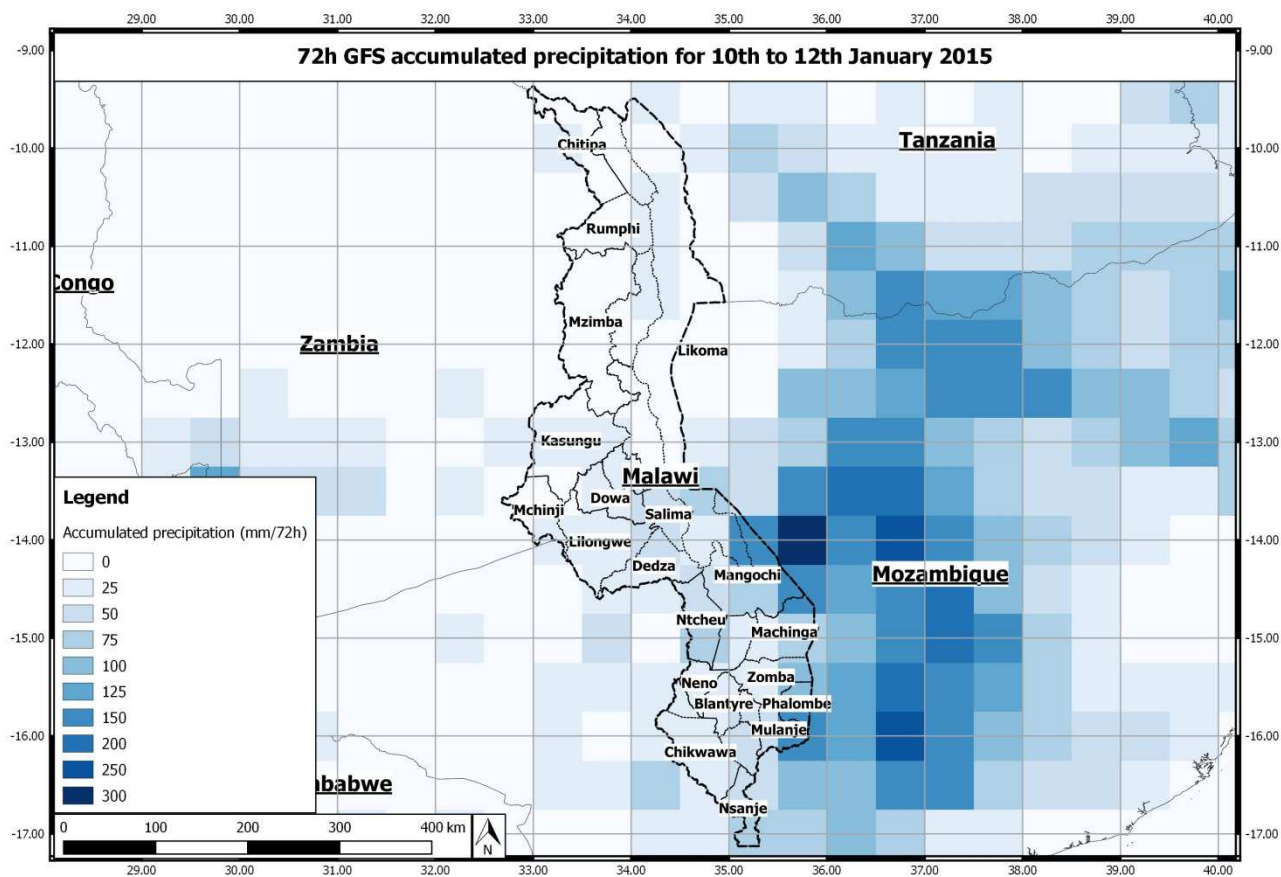 29.00 30.00 31.00 32.00 33.00 34.00 35.00 36.00 37.00 38.00 39.00 40.00
72h GFS accumulated precipitation for 10th to 12th January 2015
-9.00 -9.00
Tanzania
Chitipa
-10.00 -10.00
Rumphi
-11.00 -11.00
Congo
Mzimba
Zambia
Likoma
-12.00 -12.00
Kasungu
-13.00 -13.00
Malawi
Dowa
Mchinji
Salima
Lilongwe
-14.00 -14.00
Dedza
Mangochi
Mozambique
Ntcheu
Machinga
-15.00 -15.00
Neno
Zomba
Blantyre
Phalombe
Mulanje
Chikwawa
-16.00 -16.00
babwe
Nsanje
-17.00 -17.00
Legend
Accumulated precipitation (mm/72h)
0
25
50
75
100
125
150
200
250
300
0 100 200 300 400 km
N
29.00 30.00 31.00 32.00 33.00 34.00 35.00 36.00 37.00 38.00 39.00 40.00